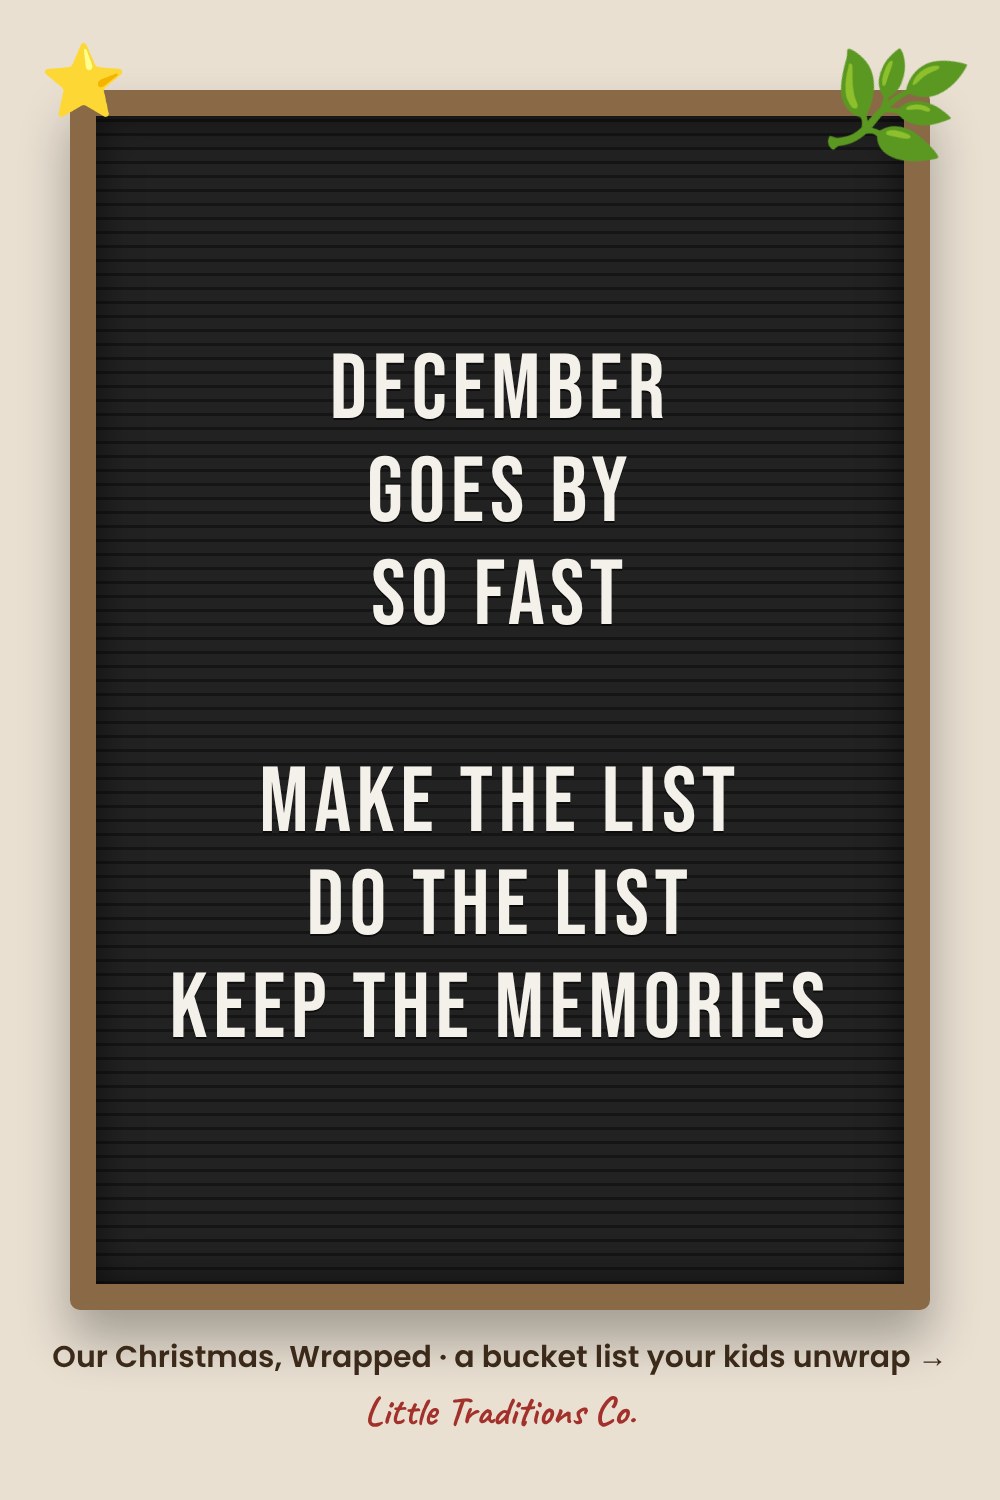 DECEMBER
GOES BY
SO FAST
MAKE THE LIST
DO THE LIST
KEEP THE MEMORIES
Our Christmas, Wrapped · a bucket list your kids unwrap →
Little Traditions Co.